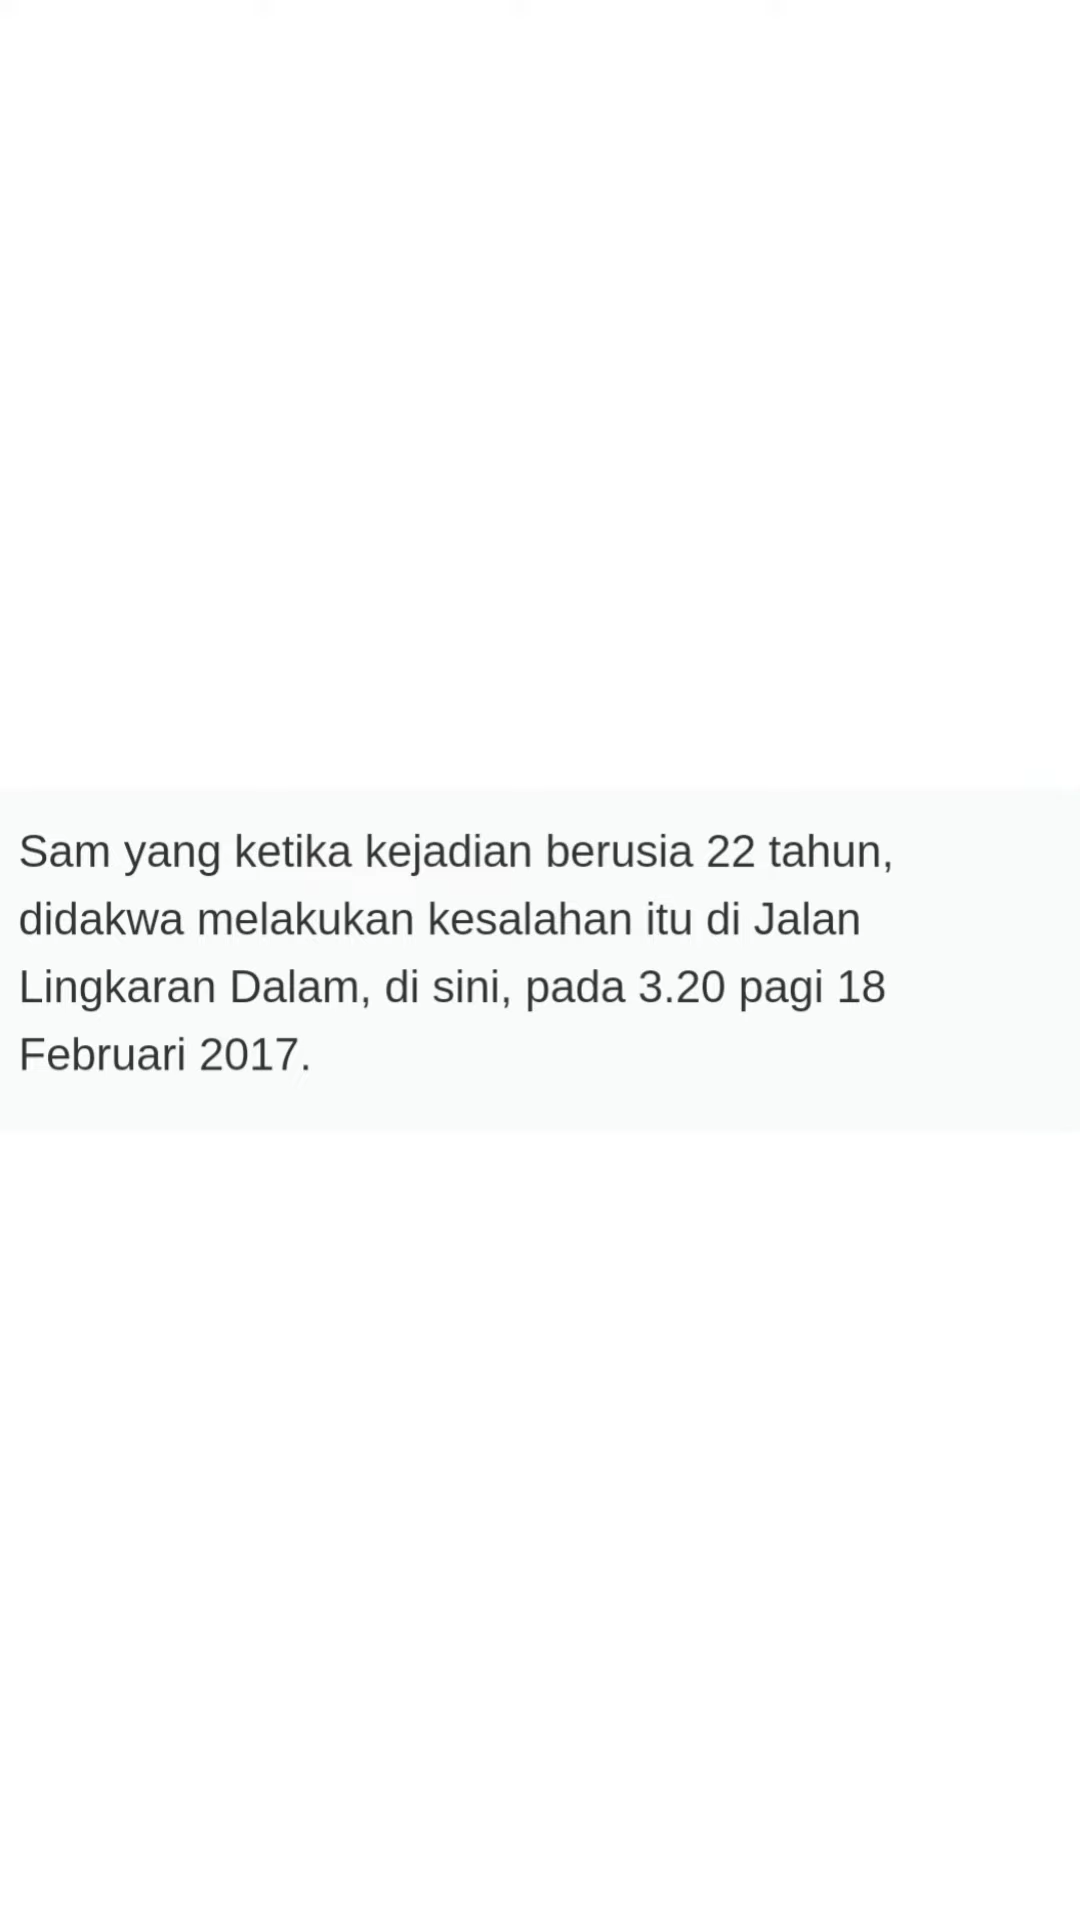 Sam yang ketika kejadian berusia 22 tahun,
didakwa melakukan kesalahan itu di Jalan
Lingkaran Dalam, di sini, pada 3.20 pagi 18
Februari 2017.